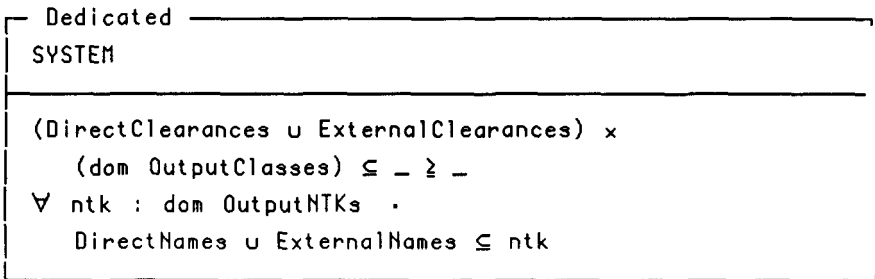 Dedicated
SYSTEM
(DirectClearances ∪ ExternalClearances) ×
(dom OutputClasses) ⊆ _ ≥ _
∀ ntk : dom OutputNTKs •
DirectNames ∪ ExternalNames ⊆ ntk